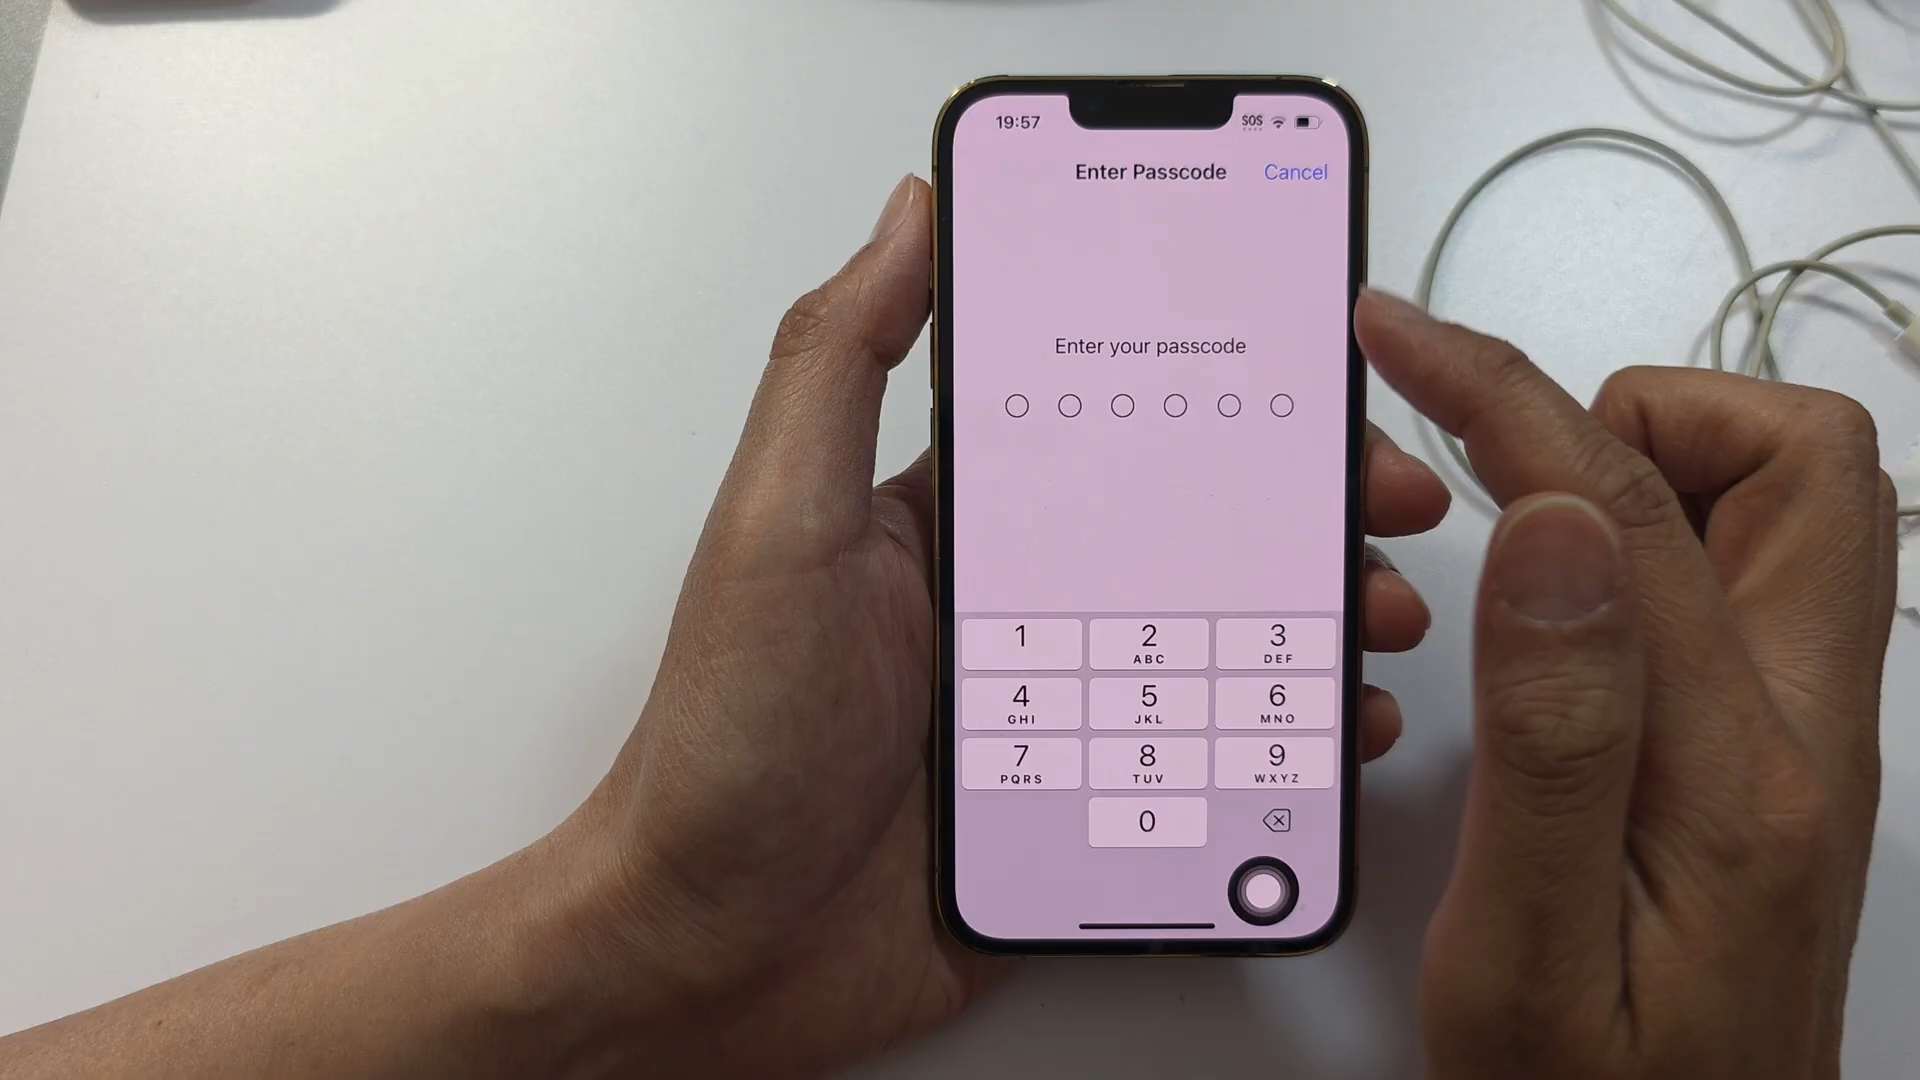 19:57 SOS
Enter Passcode Cancel
Enter your passcode
1 2 3
ABC DEF
4 5 6
GHI JKL MNO
7 8 9
PQRS TUV WXYZ
0